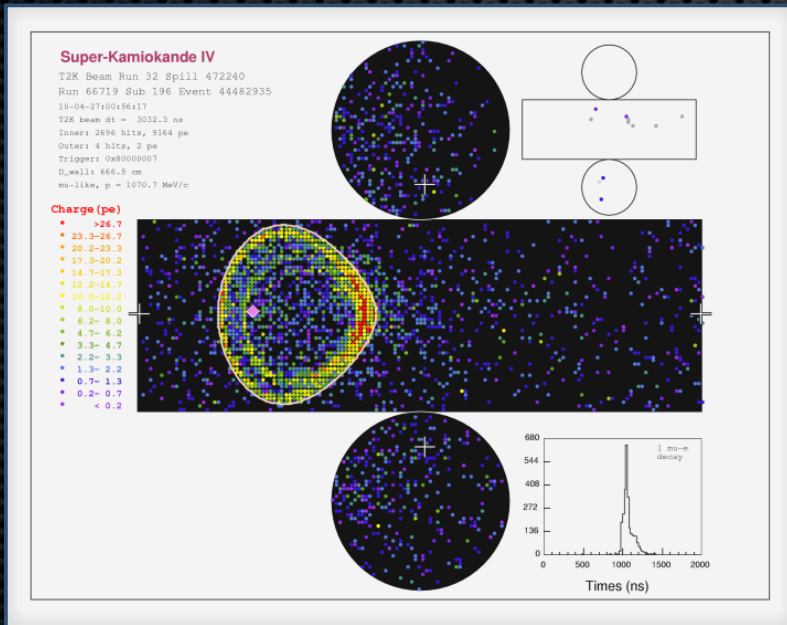 Super-Kamiokande IV
T2K Beam Run 32 Spill 472240
Run 66719 Sub 196 Event 44482935
10-04-27:00:56:17
T2K beam dt = 3032.3 ns
Inner: 2696 hits, 9164 pe
Outer: 4 hits, 2 pe
Trigger: 0x80000007
D_wall: 666.5 cm
mu-like, p = 1070.7 MeV/c
Charge(pe)
>26.7
23.3-26.7
20.2-23.3
17.3-20.2
14.7-17.3
12.2-14.7
10.0-12.2
8.0-10.0
6.2- 8.0
4.7- 6.2
3.3- 4.7
2.2- 3.3
1.3- 2.2
0.7- 1.3
0.2- 0.7
< 0.2
680
544
408
272
136
0
1 mu-e
decay
0 500 1000 1500 2000
Times (ns)